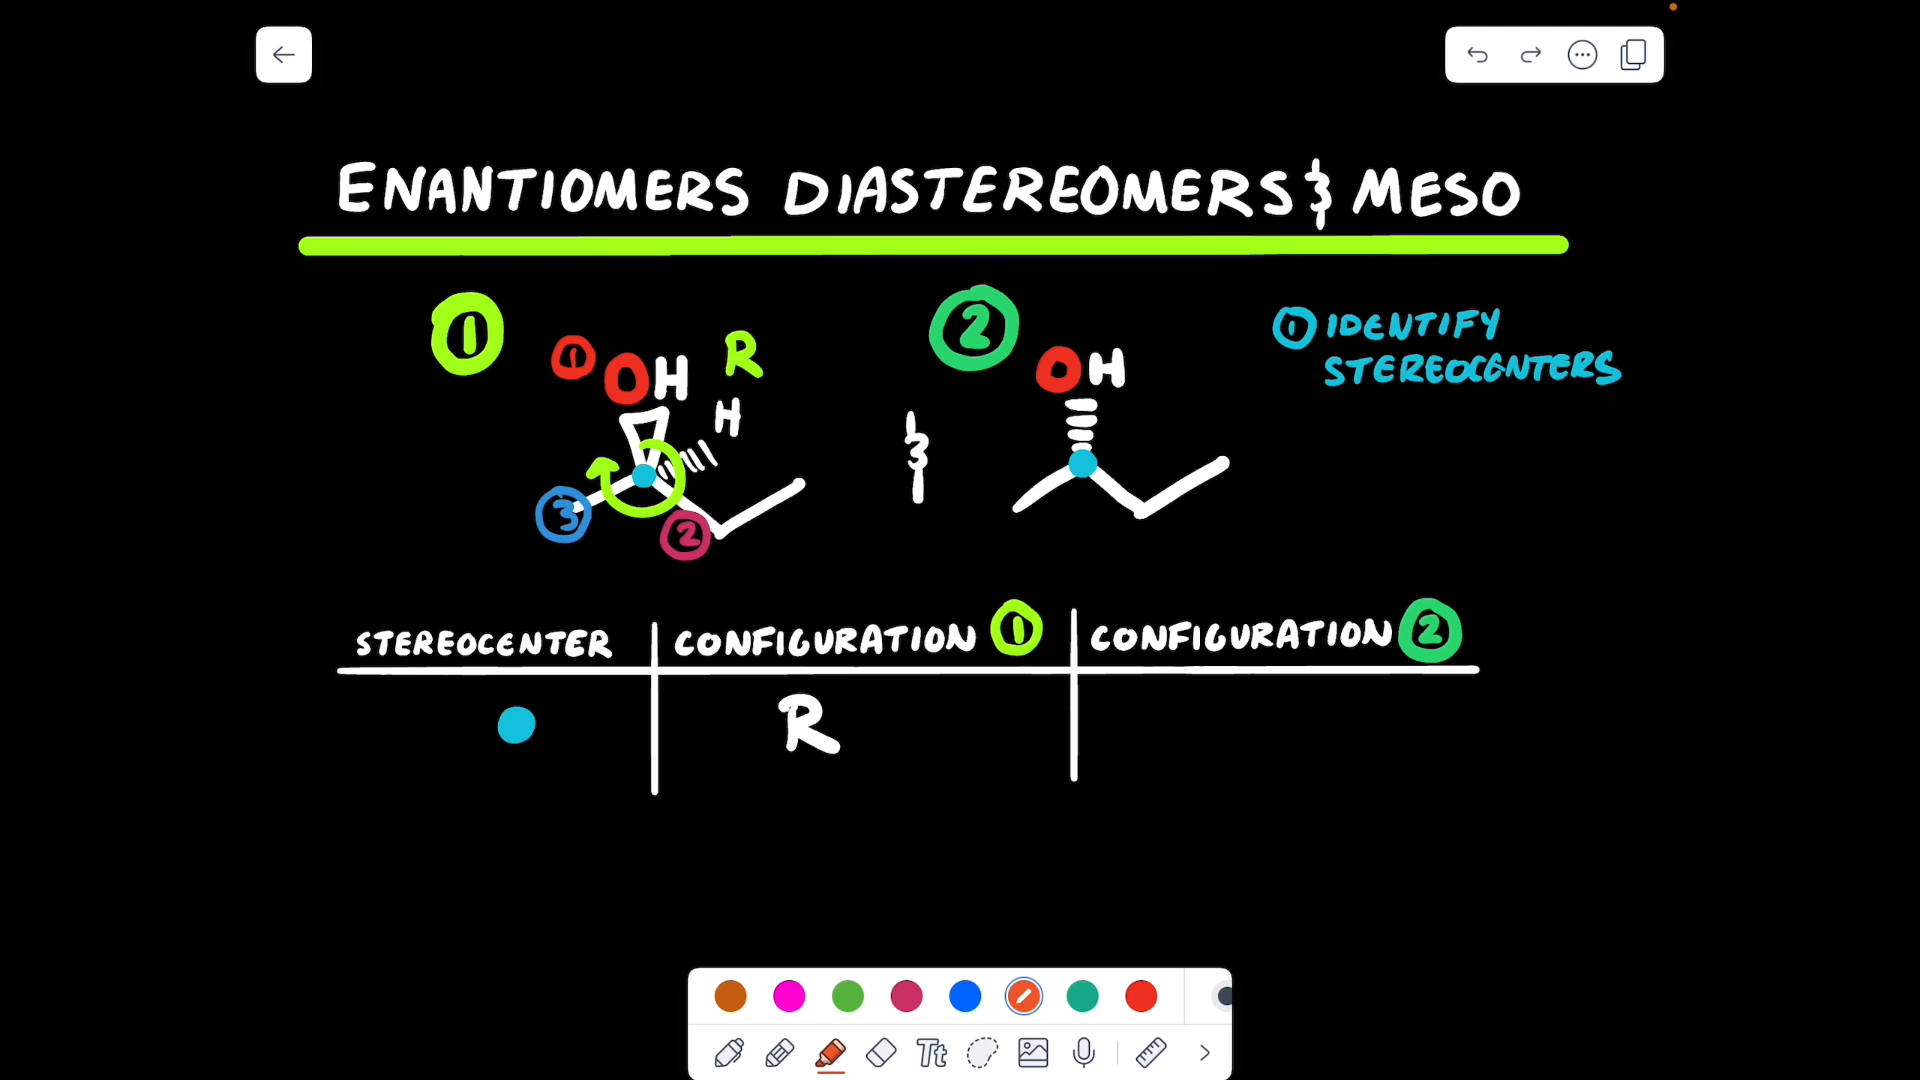 ENANTIOMERS DIASTEREOMERS & MESO
1
2
1 IDENTIFY
STEREOCENTERS
1 OH R
OH
H
&
3
2
STEREOCENTER CONFIGURATION 1 CONFIGURATION 2
R
Tt